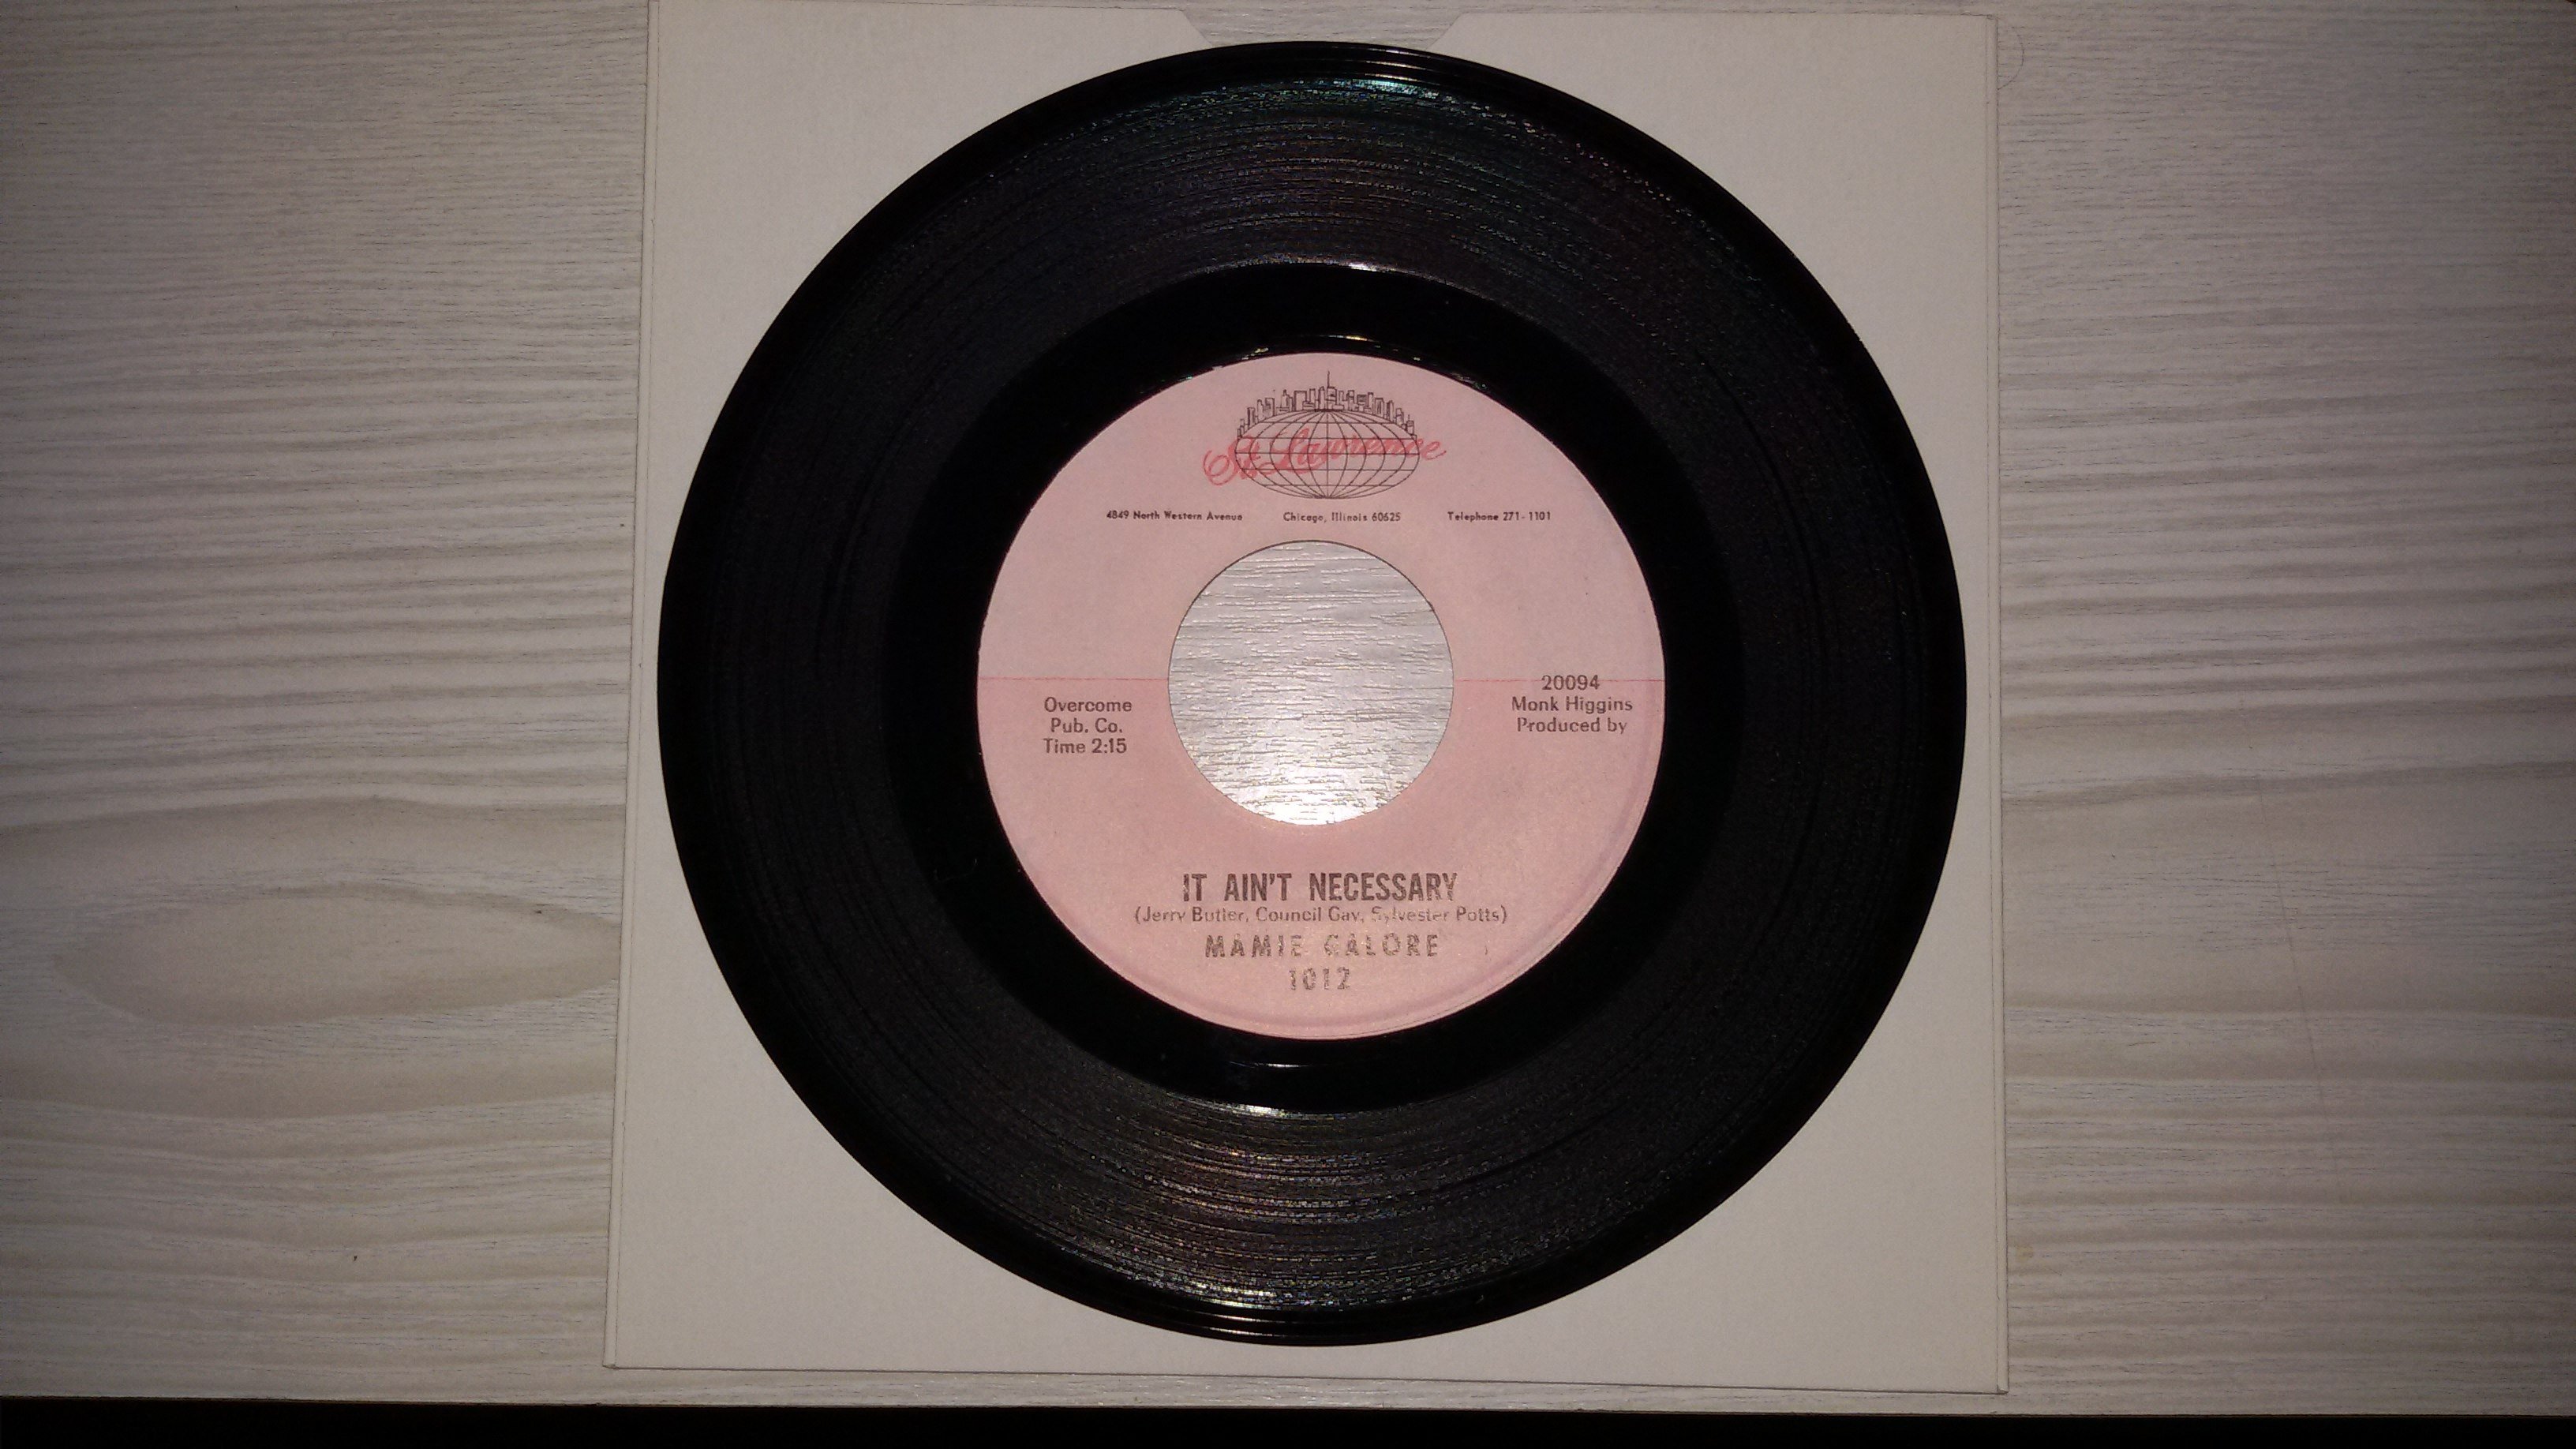 St. Lawrence
4849 North Western Avenue Chicago, Illinois 60625 Telephone 271-1101
Overcome
Pub. Co.
Time 2:15
20094
Monk Higgins
Produced by
IT AIN'T NECESSARY
(Jerry Butler, Council Gay, Sylvester Potts)
MAMIE GALORE
1012